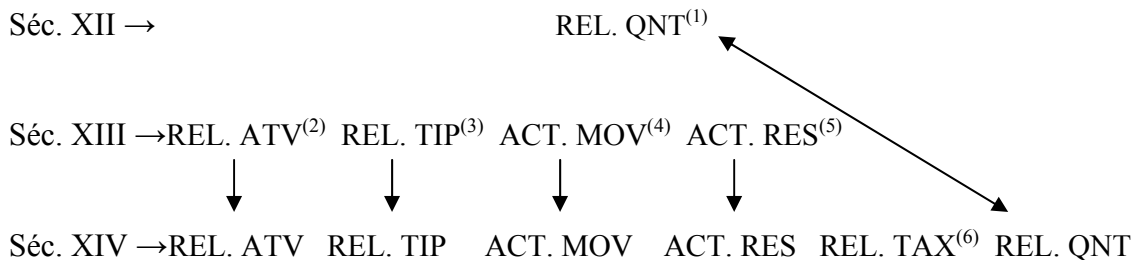 Séc. XII → REL. QNT(1)
Séc. XIII →REL. ATV(2) REL. TIP(3) ACT. MOV(4) ACT. RES(5)
Séc. XIV →REL. ATV REL. TIP ACT. MOV ACT. RES REL. TAX(6) REL. QNT